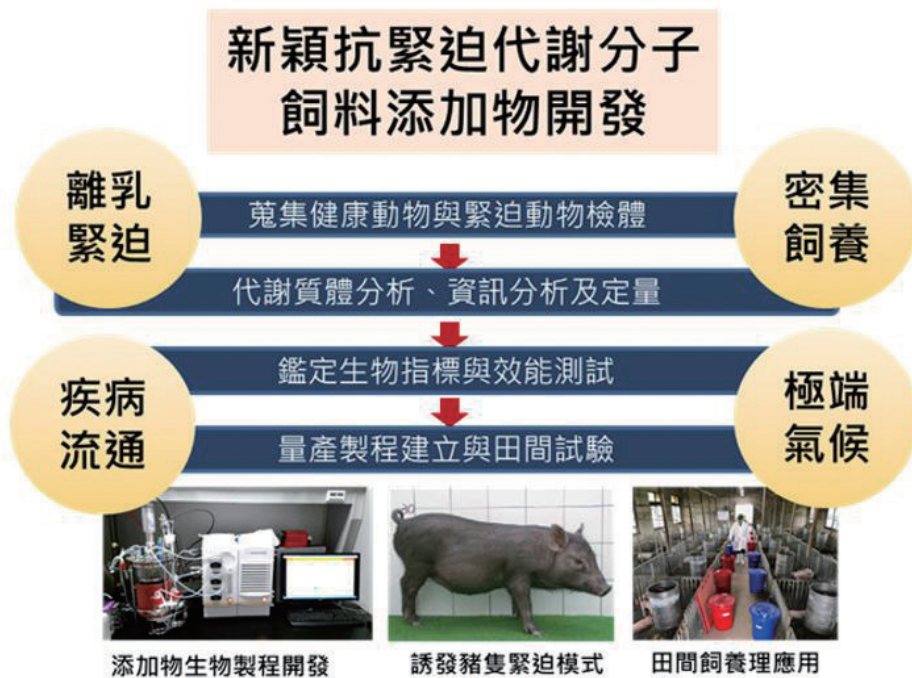 新穎抗緊迫代謝分子
飼料添加物開發
離乳
緊迫
密集
飼養
蒐集健康動物與緊迫動物檢體
代謝質體分析、資訊分析及定量
鑑定生物指標與效能測試
疾病
流通
極端
氣候
量產製程建立與田間試驗
添加物生物製程開發
誘發豬隻緊迫模式
田間飼養理應用